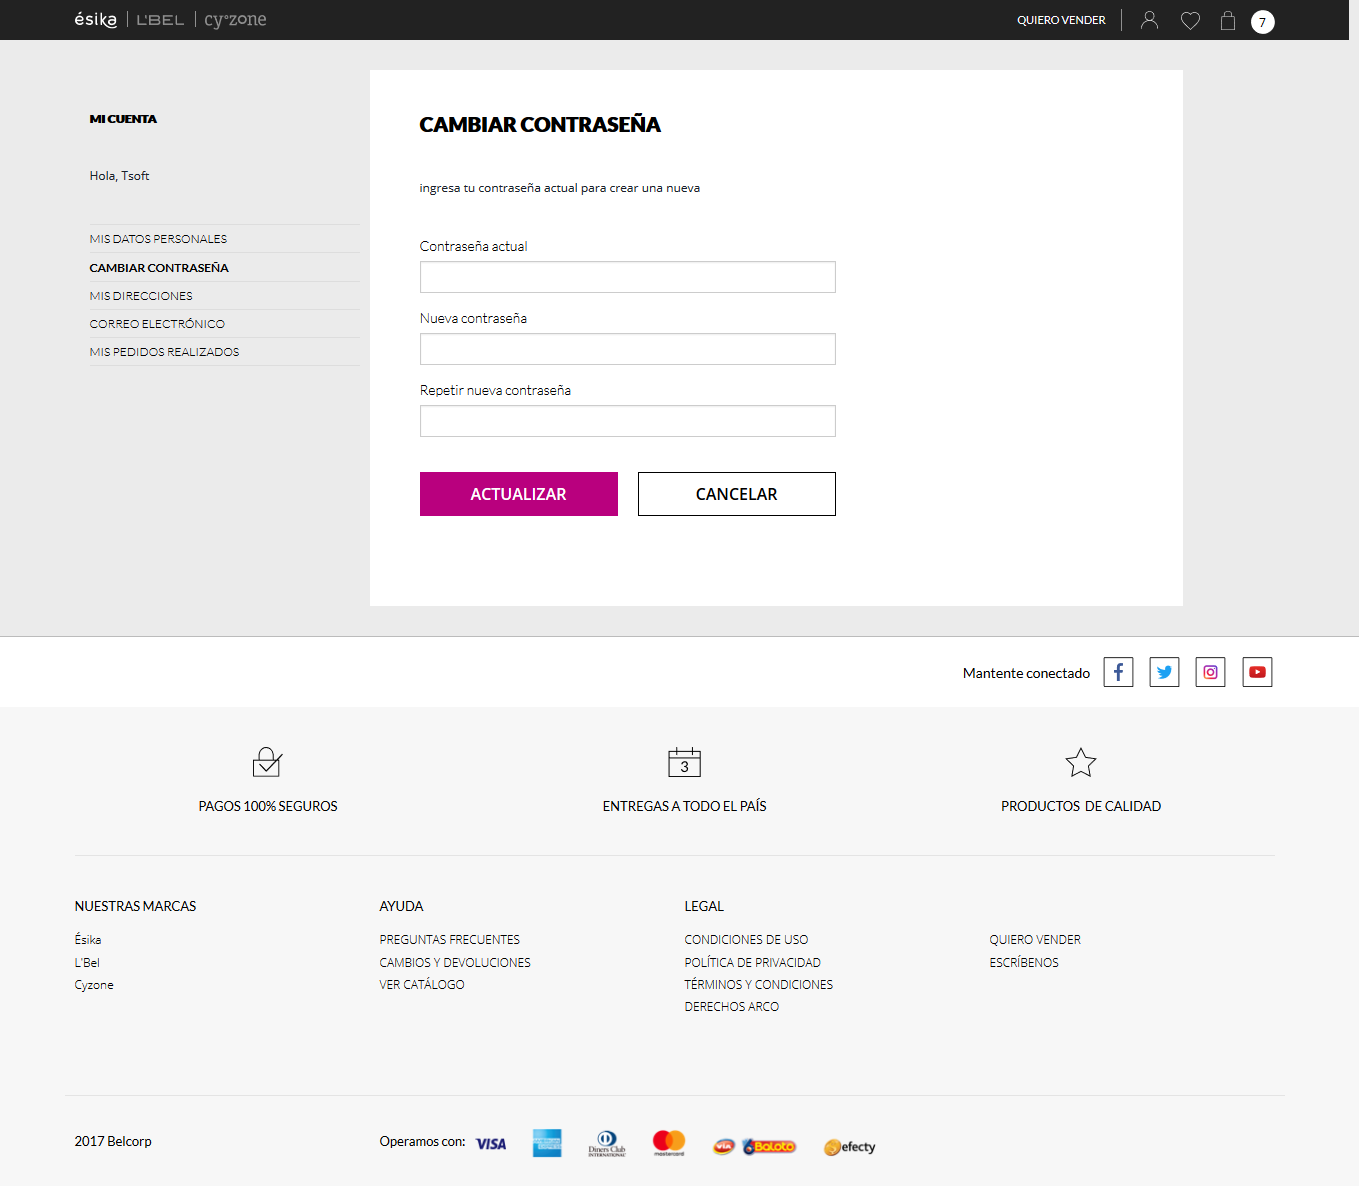 ésika | L'BEL | cy°zone
QUIERO VENDER
7
MI CUENTA
Hola, Tsoft
MIS DATOS PERSONALES
CAMBIAR CONTRASEÑA
MIS DIRECCIONES
CORREO ELECTRÓNICO
MIS PEDIDOS REALIZADOS
CAMBIAR CONTRASEÑA
ingresa tu contraseña actual para crear una nueva
Contraseña actual
Nueva contraseña
Repetir nueva contraseña
ACTUALIZAR
CANCELAR
Mantente conectado
3
PAGOS 100% SEGUROS
ENTREGAS A TODO EL PAÍS
PRODUCTOS DE CALIDAD
NUESTRAS MARCAS
Ésika
L'Bel
Cyzone
AYUDA
PREGUNTAS FRECUENTES
CAMBIOS Y DEVOLUCIONES
VER CATÁLOGO
LEGAL
CONDICIONES DE USO
POLÍTICA DE PRIVACIDAD
TÉRMINOS Y CONDICIONES
DERECHOS ARCO
QUIERO VENDER
ESCRÍBENOS
2017 Belcorp
Operamos con:
VISA
Diners Club
INTERNATIONAL
mastercard
VIA Baloto
efecty